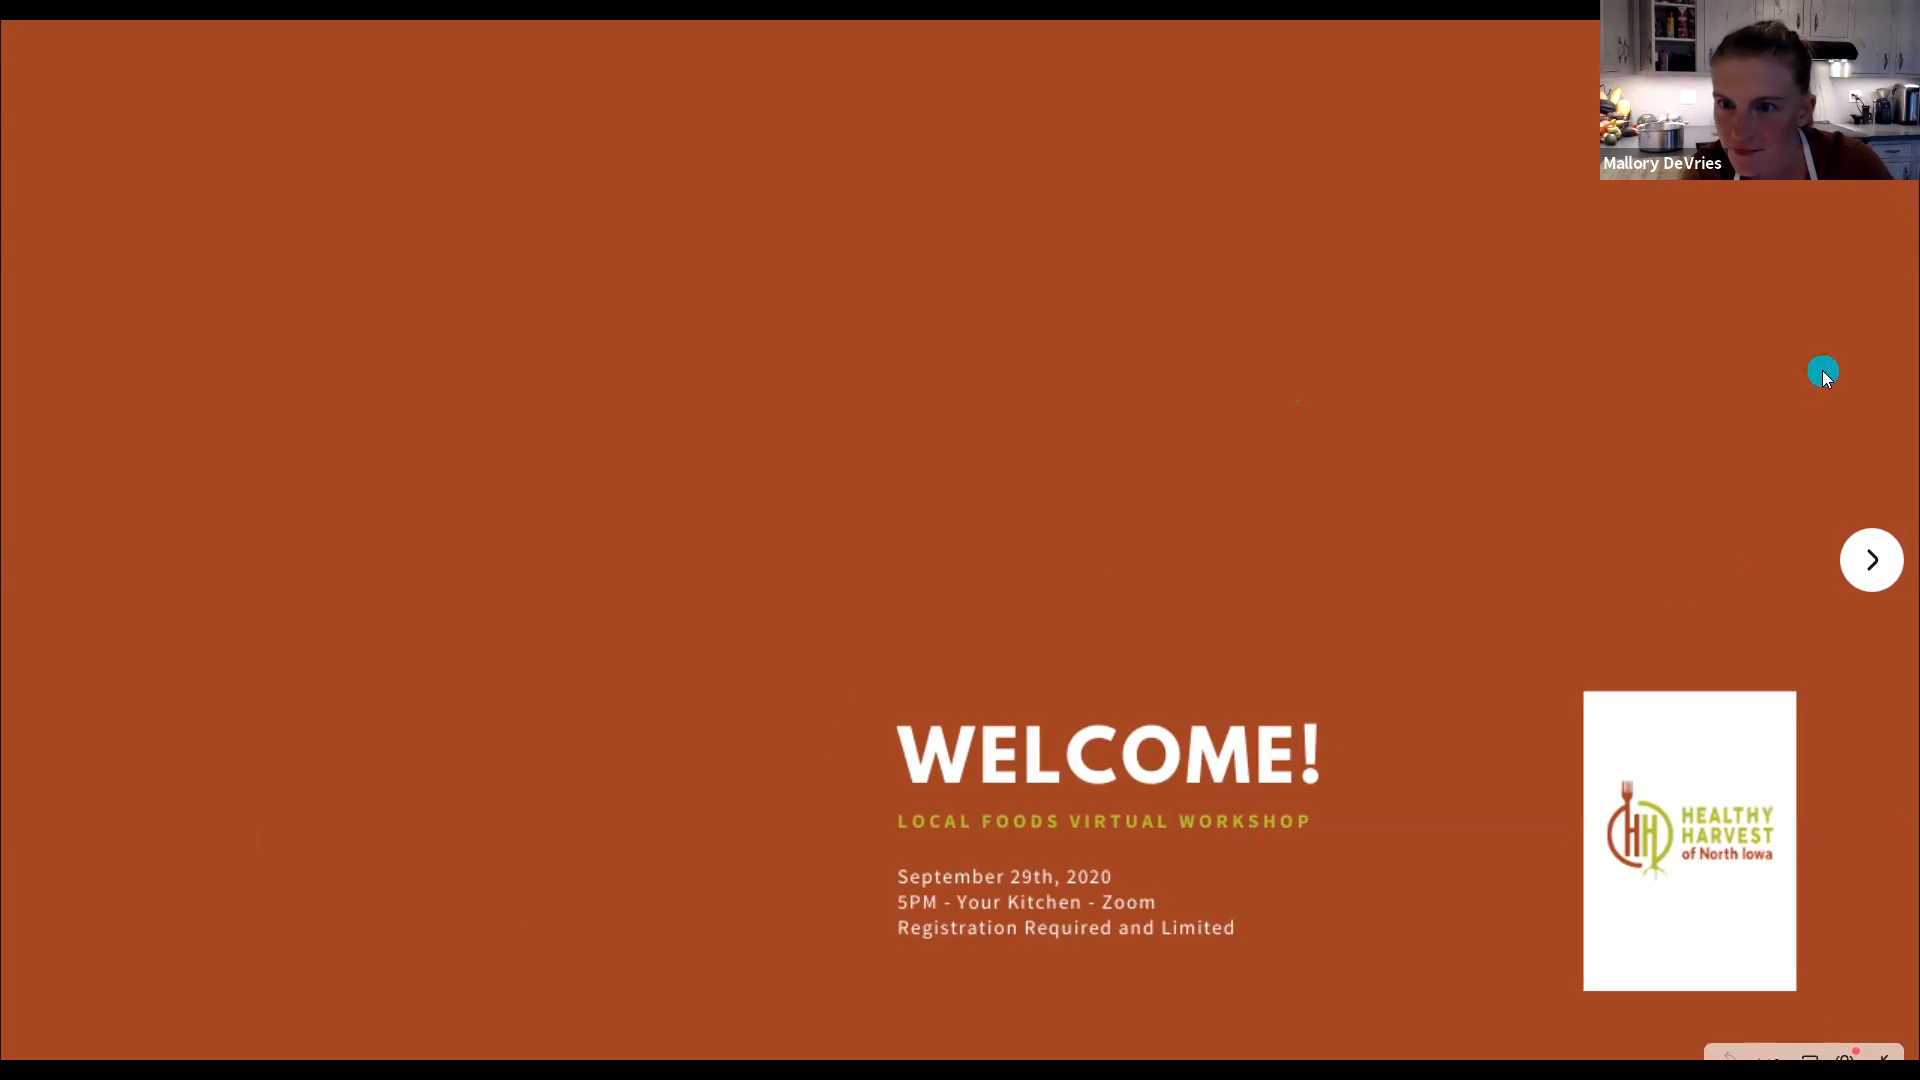 Mallory DeVries
WELCOME!
LOCAL FOODS VIRTUAL WORKSHOP
September 29th, 2020
5PM - Your Kitchen - Zoom
Registration Required and Limited
HH
HEALTHY
HARVEST
of North Iowa